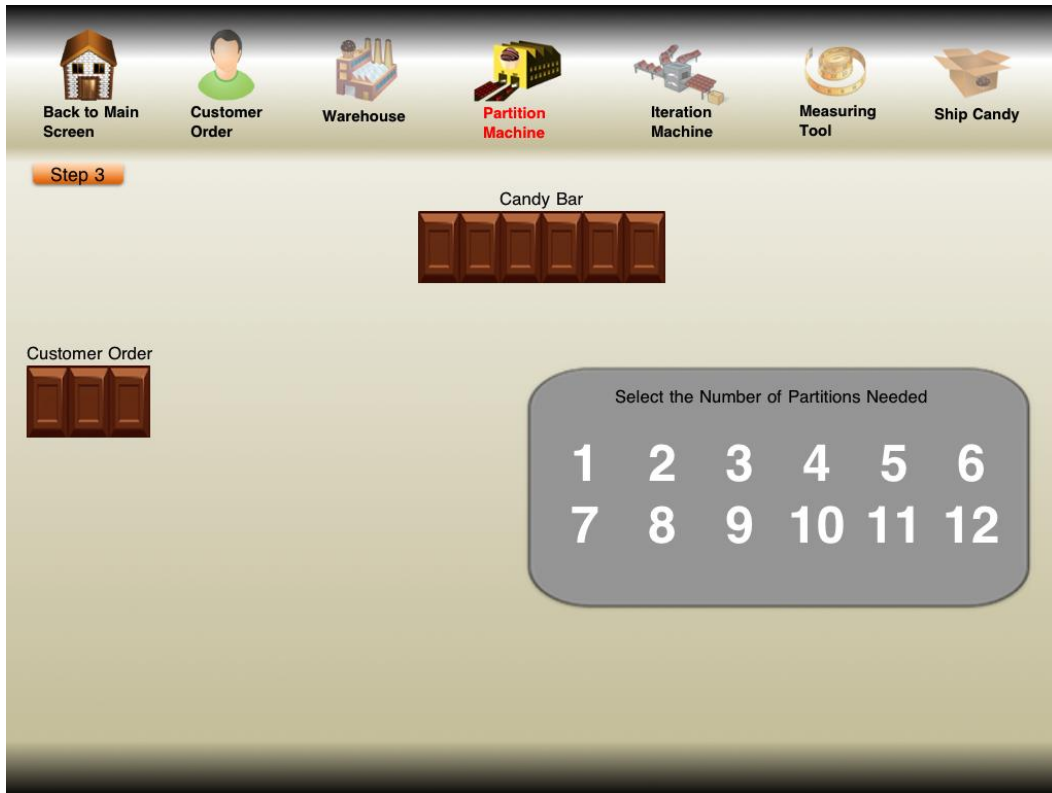 Back to Main
Screen
Customer
Order
Warehouse
Partition
Machine
Iteration
Machine
Measuring
Tool
Ship Candy
Step 3
Candy Bar
Customer Order
Select the Number of Partitions Needed
1 2 3 4 5 6
7 8 9 10 11 12